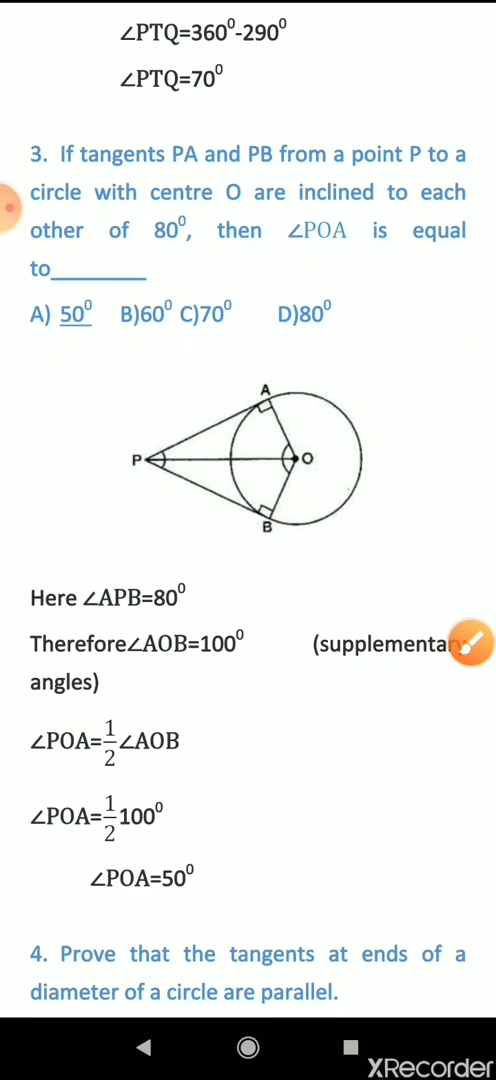 ∠PTQ=360⁰-290⁰
∠PTQ=70⁰
3. If tangents PA and PB from a point P to a
circle with centre O are inclined to each
other of 80⁰, then ∠POA is equal
to_________
A) 50⁰ B)60⁰ C)70⁰ D)80⁰
A
P
O
B
Here ∠APB=80⁰
Therefore∠AOB=100⁰ (supplementary
angles)
∠POA=1/2∠AOB
∠POA=1/2 100⁰
∠POA=50⁰
4. Prove that the tangents at ends of a
diameter of a circle are parallel.
XRecorder